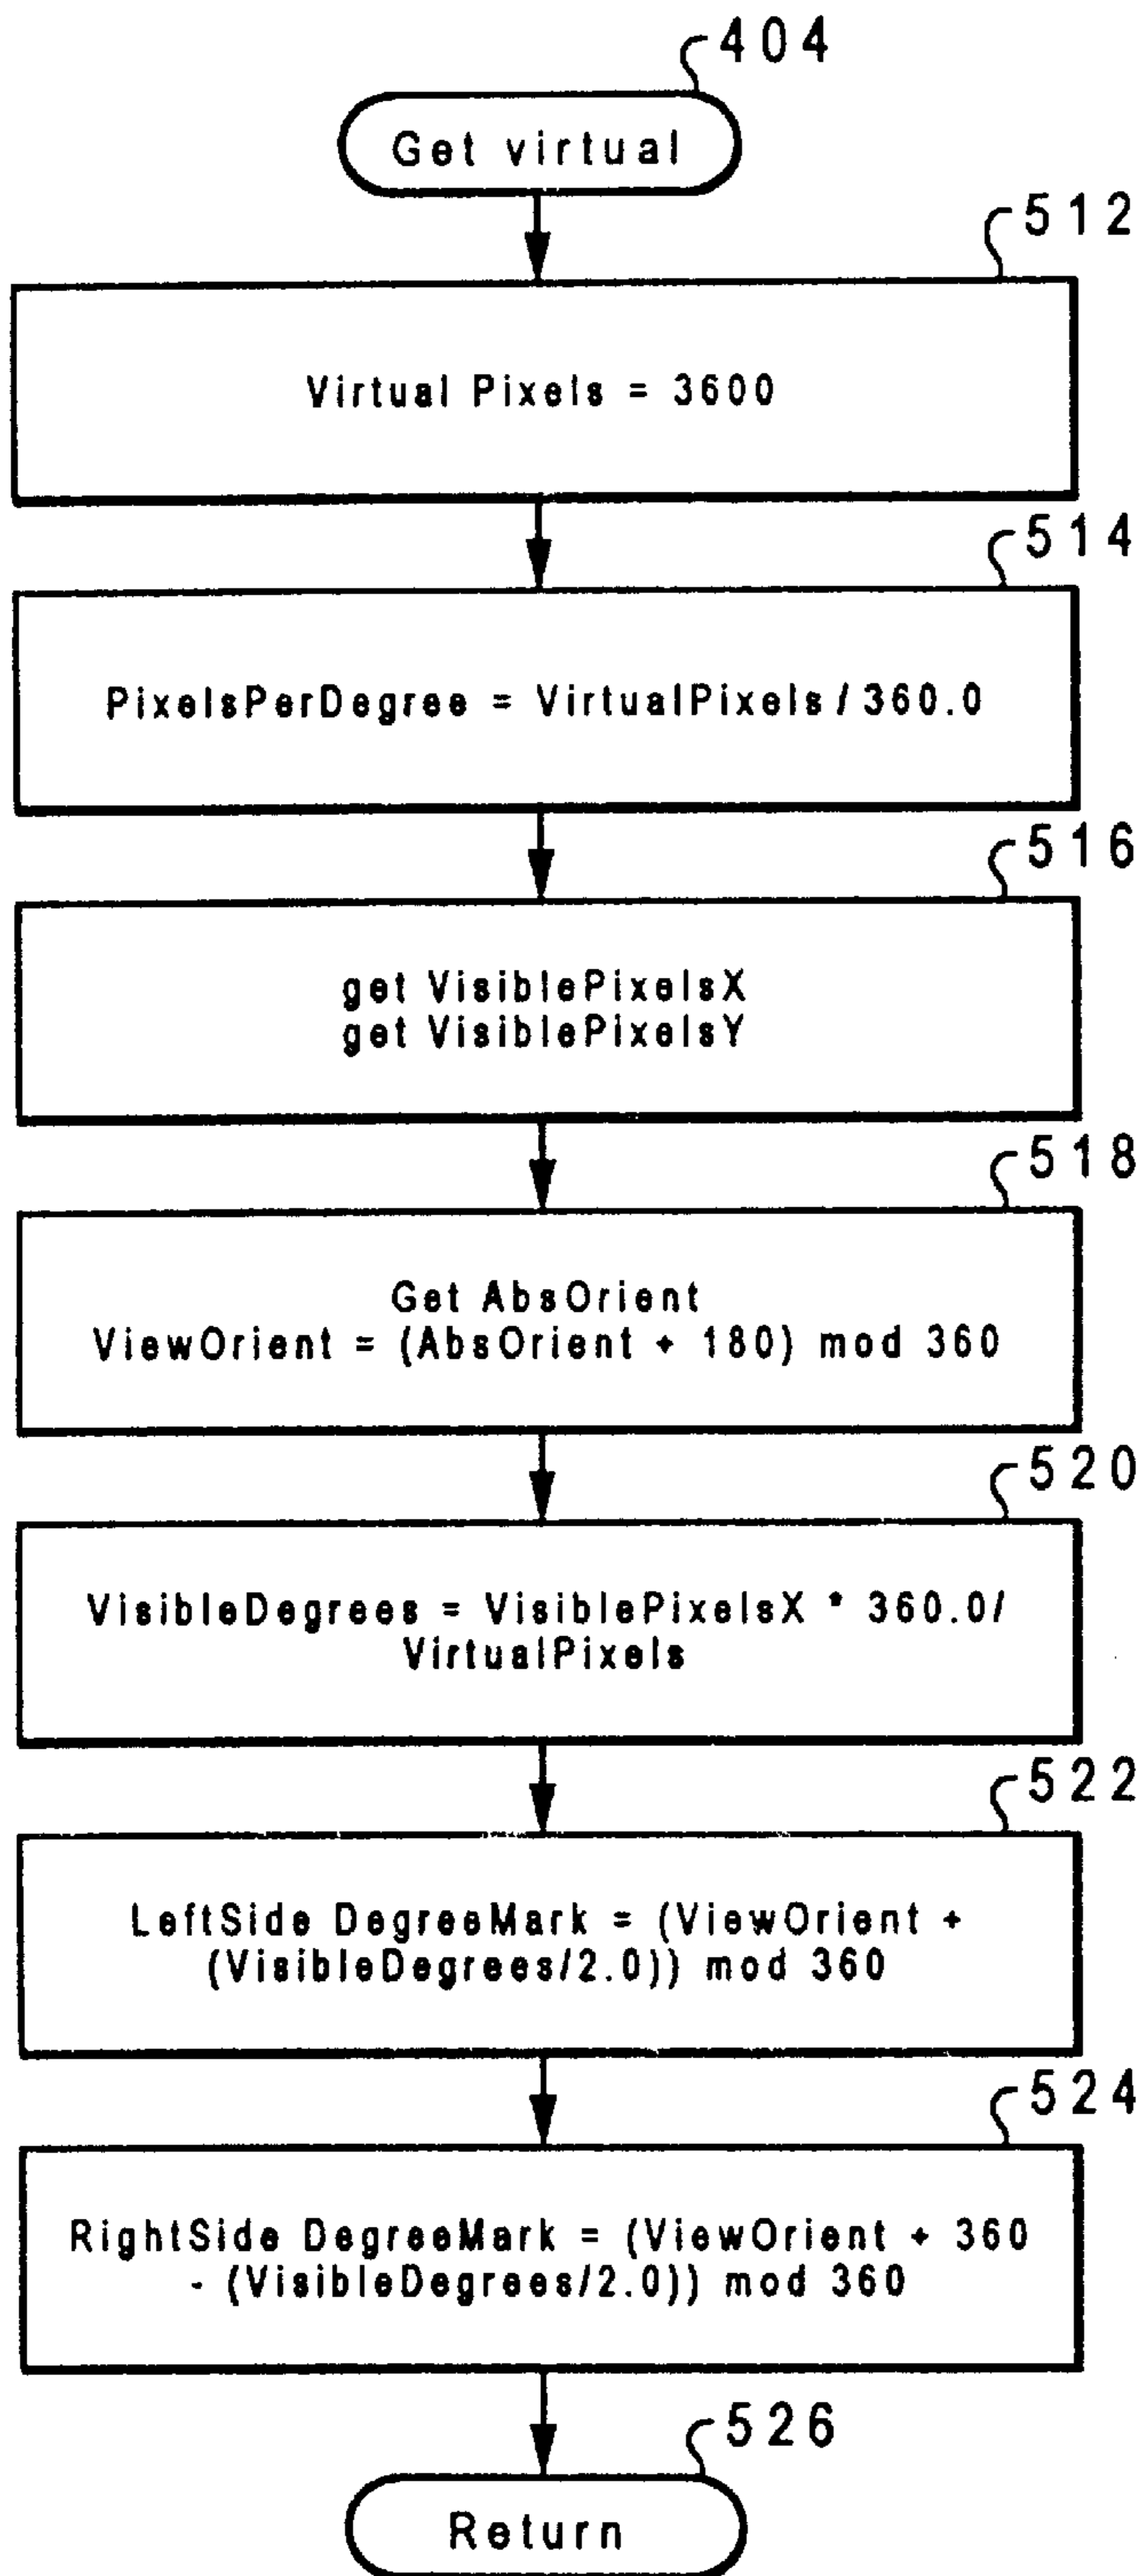 404
Get virtual
512
Virtual Pixels = 3600
514
PixelsPerDegree = VirtualPixels / 360.0
516
get VisiblePixelsX
get VisiblePixelsY
518
Get AbsOrient
ViewOrient = (AbsOrient + 180) mod 360
520
VisibleDegrees = VisiblePixelsX * 360.0/
VirtualPixels
522
LeftSide DegreeMark = (ViewOrient +
(VisibleDegrees/2.0)) mod 360
524
RightSide DegreeMark = (ViewOrient + 360
- (VisibleDegrees/2.0)) mod 360
526
Return